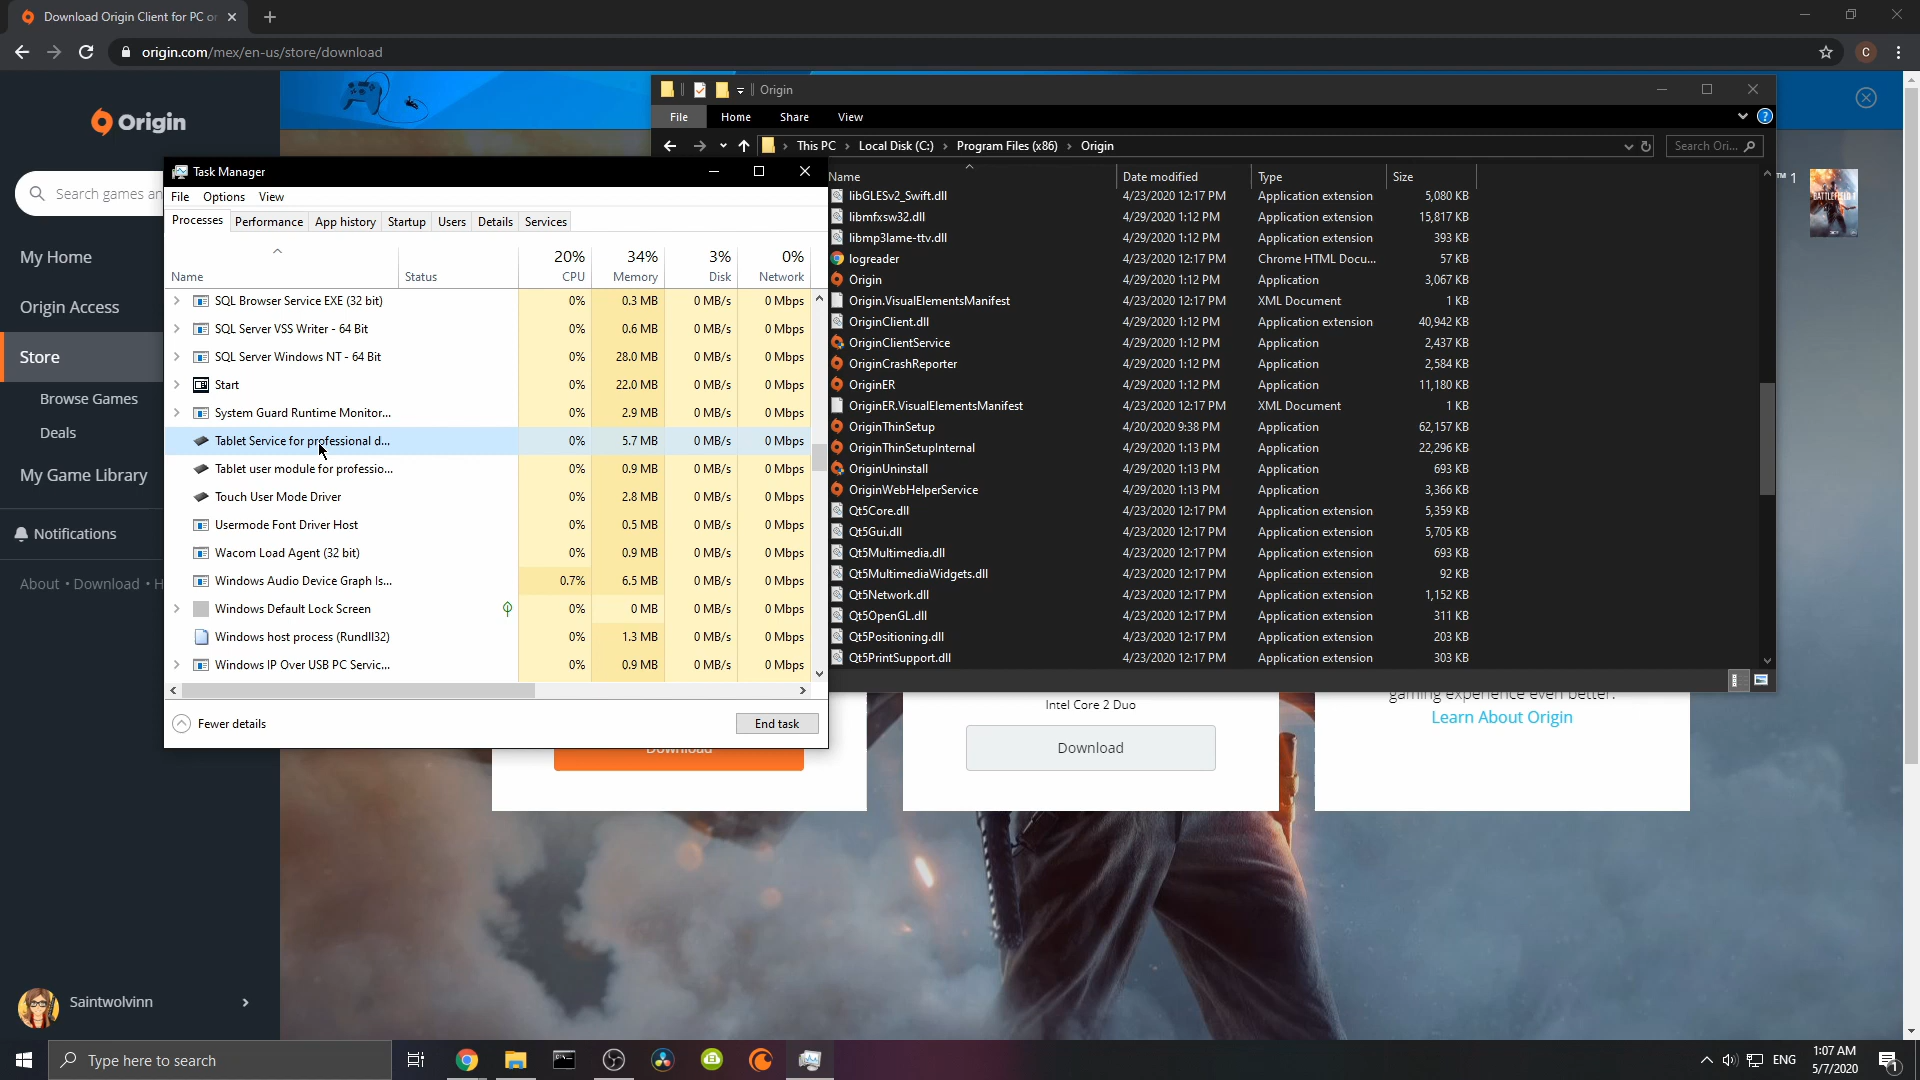 Download Origin Client for PC or
origin.com/mex/en-us/store/download
C
Origin
Search games an
My Home
Origin Access
Store
Browse Games
Deals
My Game Library
Notifications
About • Download • H
Saintwolvinn
Origin
File Home Share View
This PC › Local Disk (C:) › Program Files (x86) › Origin
Search Ori...
Name Date modified Type Size
libGLESv2_Swift.dll 4/23/2020 12:17 PM Application extension 5,080 KB
libmfxsw32.dll 4/29/2020 1:12 PM Application extension 15,817 KB
libmp3lame-ttv.dll 4/29/2020 1:12 PM Application extension 393 KB
logreader 4/23/2020 12:17 PM Chrome HTML Docu... 57 KB
Origin 4/29/2020 1:12 PM Application 3,067 KB
Origin.VisualElementsManifest 4/23/2020 12:17 PM XML Document 1 KB
OriginClient.dll 4/29/2020 1:12 PM Application extension 40,942 KB
OriginClientService 4/29/2020 1:12 PM Application 2,437 KB
OriginCrashReporter 4/29/2020 1:12 PM Application 2,584 KB
OriginER 4/29/2020 1:12 PM Application 11,180 KB
OriginER.VisualElementsManifest 4/23/2020 12:17 PM XML Document 1 KB
OriginThinSetup 4/20/2020 9:38 PM Application 62,157 KB
OriginThinSetupInternal 4/29/2020 1:13 PM Application 22,296 KB
OriginUninstall 4/29/2020 1:13 PM Application 693 KB
OriginWebHelperService 4/29/2020 1:13 PM Application 3,366 KB
Qt5Core.dll 4/23/2020 12:17 PM Application extension 5,359 KB
Qt5Gui.dll 4/23/2020 12:17 PM Application extension 5,705 KB
Qt5Multimedia.dll 4/23/2020 12:17 PM Application extension 693 KB
Qt5MultimediaWidgets.dll 4/23/2020 12:17 PM Application extension 92 KB
Qt5Network.dll 4/23/2020 12:17 PM Application extension 1,152 KB
Qt5OpenGL.dll 4/23/2020 12:17 PM Application extension 311 KB
Qt5Positioning.dll 4/23/2020 12:17 PM Application extension 203 KB
Qt5PrintSupport.dll 4/23/2020 12:17 PM Application extension 303 KB
™ 1
BATTLEFIELD 1
Task Manager
File Options View
Processes Performance App history Startup Users Details Services
20% 34% 3% 0%
Name Status CPU Memory Disk Network
SQL Browser Service EXE (32 bit) 0% 0.3 MB 0 MB/s 0 Mbps
SQL Server VSS Writer - 64 Bit 0% 0.6 MB 0 MB/s 0 Mbps
SQL Server Windows NT - 64 Bit 0% 28.0 MB 0 MB/s 0 Mbps
Start 0% 22.0 MB 0 MB/s 0 Mbps
System Guard Runtime Monitor... 0% 2.9 MB 0 MB/s 0 Mbps
Tablet Service for professional d... 0% 5.7 MB 0 MB/s 0 Mbps
Tablet user module for professio... 0% 0.9 MB 0 MB/s 0 Mbps
Touch User Mode Driver 0% 2.8 MB 0 MB/s 0 Mbps
Usermode Font Driver Host 0% 0.5 MB 0 MB/s 0 Mbps
Wacom Load Agent (32 bit) 0% 0.9 MB 0 MB/s 0 Mbps
Windows Audio Device Graph Is... 0.7% 6.5 MB 0 MB/s 0 Mbps
Windows Default Lock Screen 0% 0 MB 0 MB/s 0 Mbps
Windows host process (Rundll32) 0% 1.3 MB 0 MB/s 0 Mbps
Windows IP Over USB PC Servic... 0% 0.9 MB 0 MB/s 0 Mbps
Fewer details
End task
Download
Intel Core 2 Duo
Download
gaming experience even better.
Learn About Origin
Type here to search
ENG
1:07 AM
5/7/2020
1